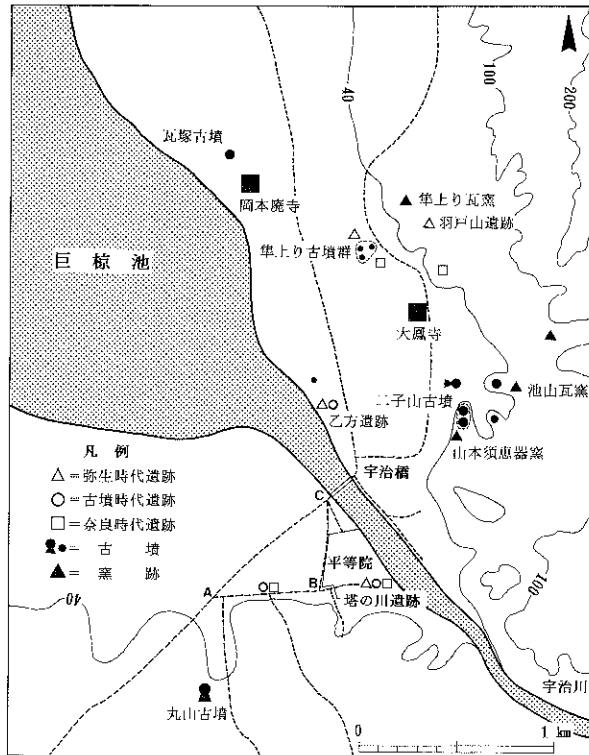 100
200
40
瓦塚古墳
岡本廃寺
隼上り瓦窯
羽戸山遺跡
隼上り古墳群
巨椋池
大鳳寺
池山瓦窯
二子山古墳
乙方遺跡
山本須恵器窯
凡例
△=弥生時代遺跡
○=古墳時代遺跡
□=奈良時代遺跡
=古墳
▲=窯跡
宇治橋
C
平等院
A
B
塔の川遺跡
40
100
丸山古墳
宇治川
0 1 km